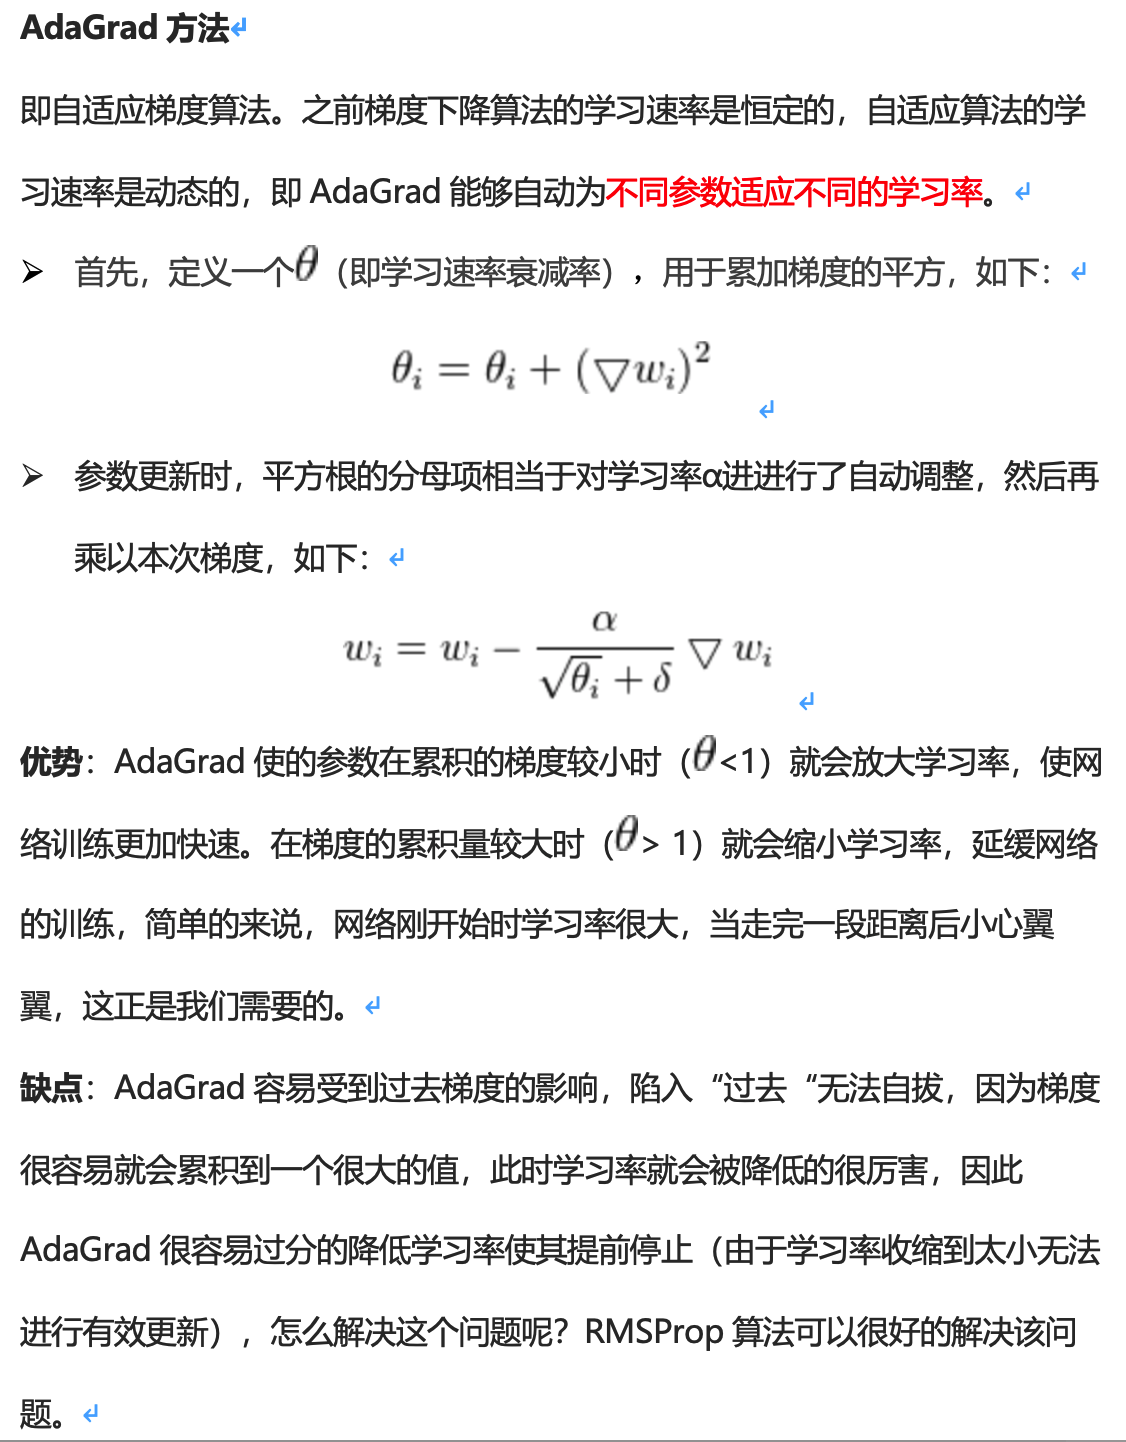 AdaGrad 方法
即自适应梯度算法。之前梯度下降算法的学习速率是恒定的，自适应算法的学
习速率是动态的，即 AdaGrad 能够自动为不同参数适应不同的学习率。
➢ 首先，定义一个θ（即学习速率衰减率），用于累加梯度的平方，如下：
θ_i = θ_i + (▽w_i)^2
➢ 参数更新时，平方根的分母项相当于对学习率α进进行了自动调整，然后再
乘以本次梯度，如下：
w_i = w_i − α/(√θ_i + δ) ▽ w_i
优势：AdaGrad 使的参数在累积的梯度较小时（θ<1）就会放大学习率，使网
络训练更加快速。在梯度的累积量较大时（θ> 1）就会缩小学习率，延缓网络
的训练，简单的来说，网络刚开始时学习率很大，当走完一段距离后小心翼
翼，这正是我们需要的。
缺点：AdaGrad 容易受到过去梯度的影响，陷入“过去“无法自拔，因为梯度
很容易就会累积到一个很大的值，此时学习率就会被降低的很厉害，因此
AdaGrad 很容易过分的降低学习率使其提前停止（由于学习率收缩到太小无法
进行有效更新），怎么解决这个问题呢？RMSProp 算法可以很好的解决该问
题。